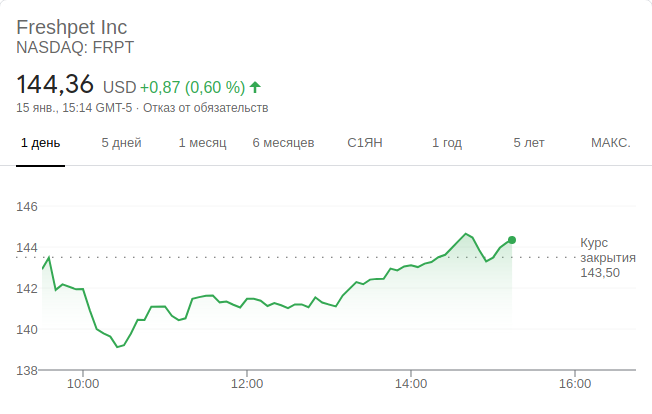 Freshpet Inc
NASDAQ: FRPT
144,36 USD +0,87 (0,60 %)
15 янв., 15:14 GMT-5 · Отказ от обязательств
1 день 5 дней 1 месяц 6 месяцев С1ЯН 1 год 5 лет МАКС.
146
144
142
140
138
Курс
закрытия
143,50
10:00 12:00 14:00 16:00